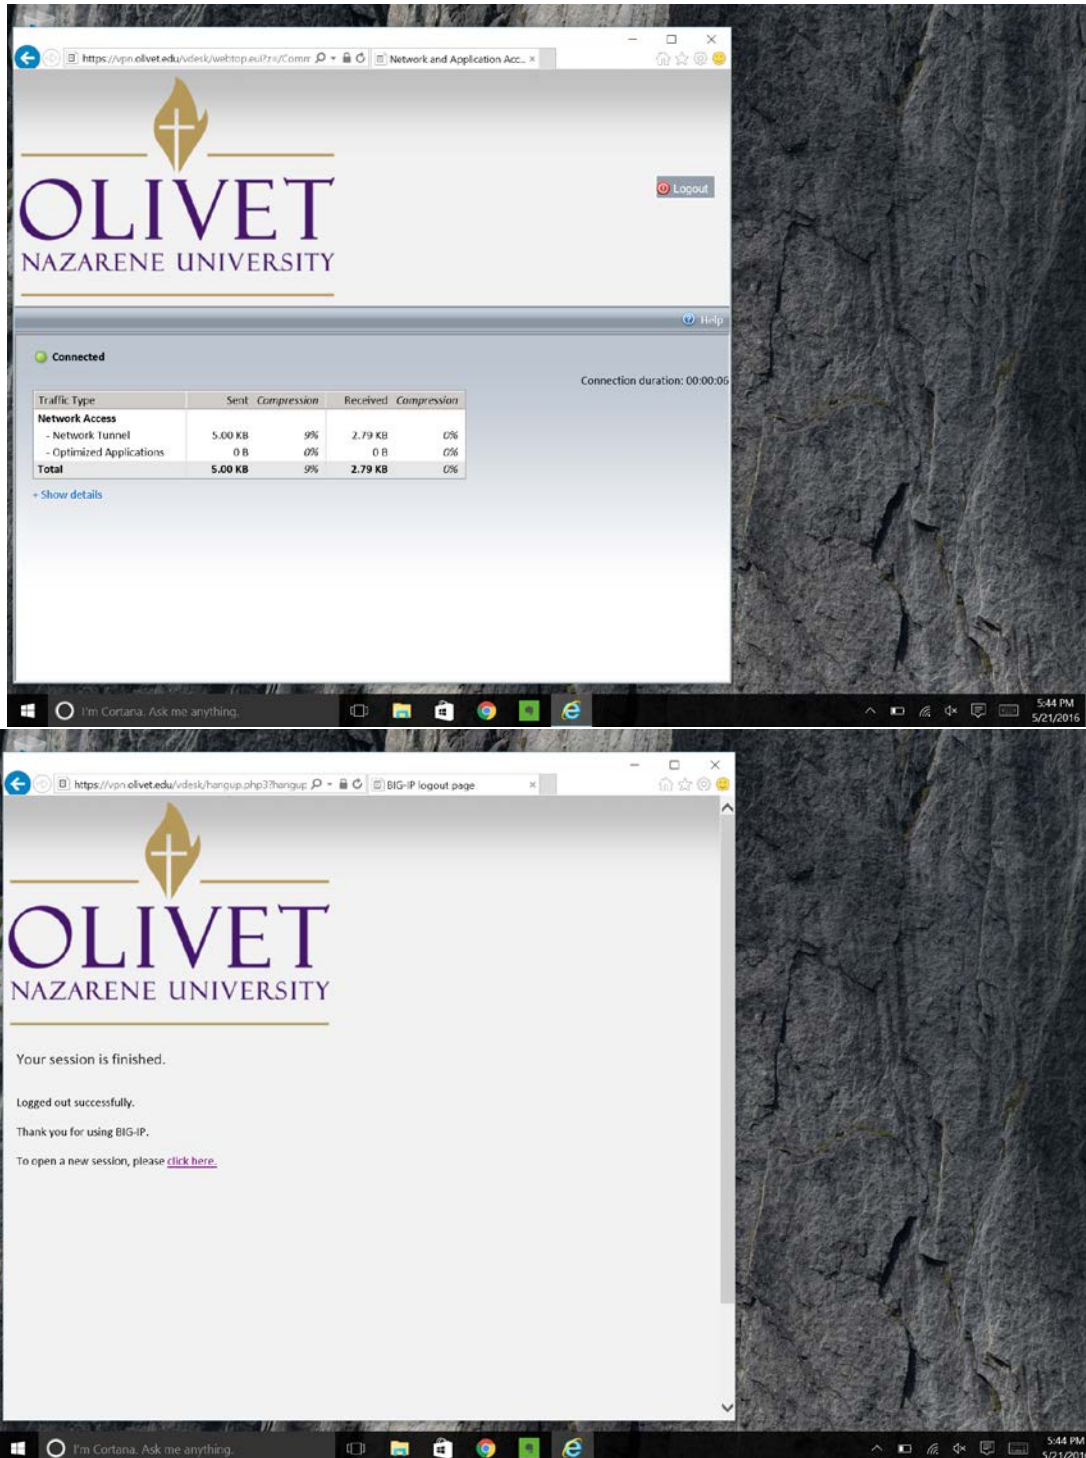 https://vpn.olivet.edu/vdesk/webtop.eui?z=/Comm
Network and Application Acc...
OLIVET
NAZARENE UNIVERSITY
Logout
Help
Connected
Connection duration: 00:00:06
Traffic Type Sent Compression Received Compression
Network Access
- Network Tunnel 5.00 KB 9% 2.79 KB 0%
- Optimized Applications 0 B 0% 0 B 0%
Total 5.00 KB 9% 2.79 KB 0%
+ Show details
I'm Cortana. Ask me anything.
5:44 PM
5/21/2016
https://vpn.olivet.edu/vdesk/hangup.php3?hangup
BIG-IP logout page
OLIVET
NAZARENE UNIVERSITY
Your session is finished.
Logged out successfully.
Thank you for using BIG-IP.
To open a new session, please click here.
I'm Cortana. Ask me anything.
5:44 PM
5/21/2016